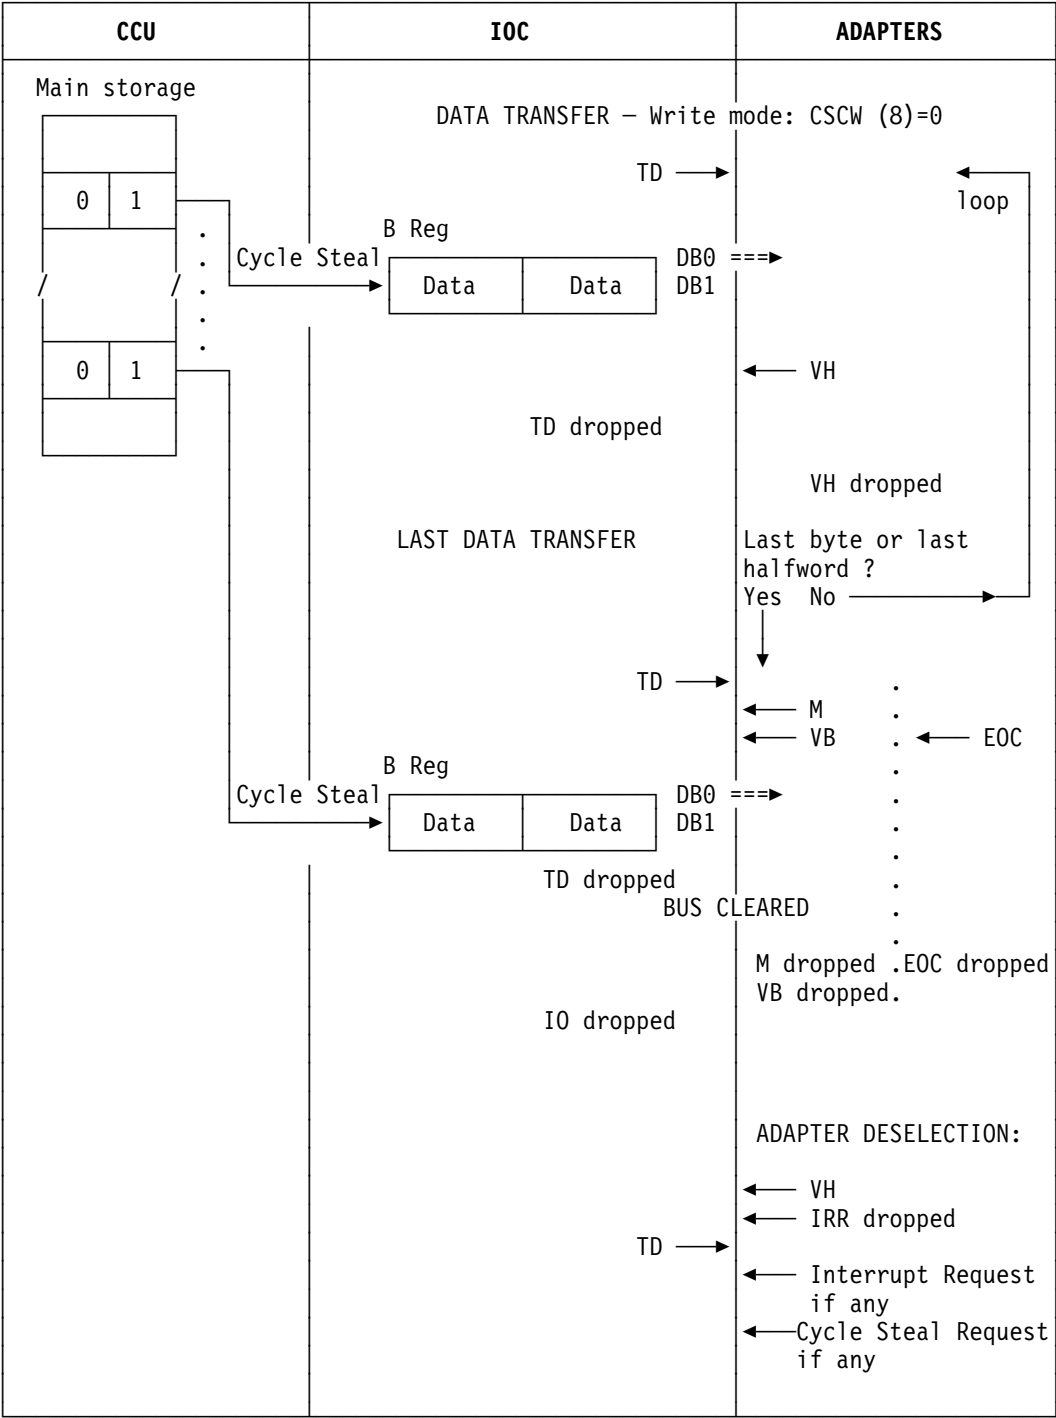 CCU IOC ADAPTERS
Main storage
DATA TRANSFER — Write mode: CSCW (8)=0
TD
0 1
loop
B Reg
Cycle Steal
DB0 ===
Data Data
DB1
/ /
0 1
VH
TD dropped
VH dropped
LAST DATA TRANSFER
Last byte or last
halfword ?
Yes No
TD
M
VB
EOC
B Reg
Cycle Steal
DB0 ===
Data Data
DB1
TD dropped
BUS CLEARED
M dropped .EOC dropped
VB dropped.
IO dropped
ADAPTER DESELECTION:
VH
IRR dropped
TD
Interrupt Request
if any
Cycle Steal Request
if any